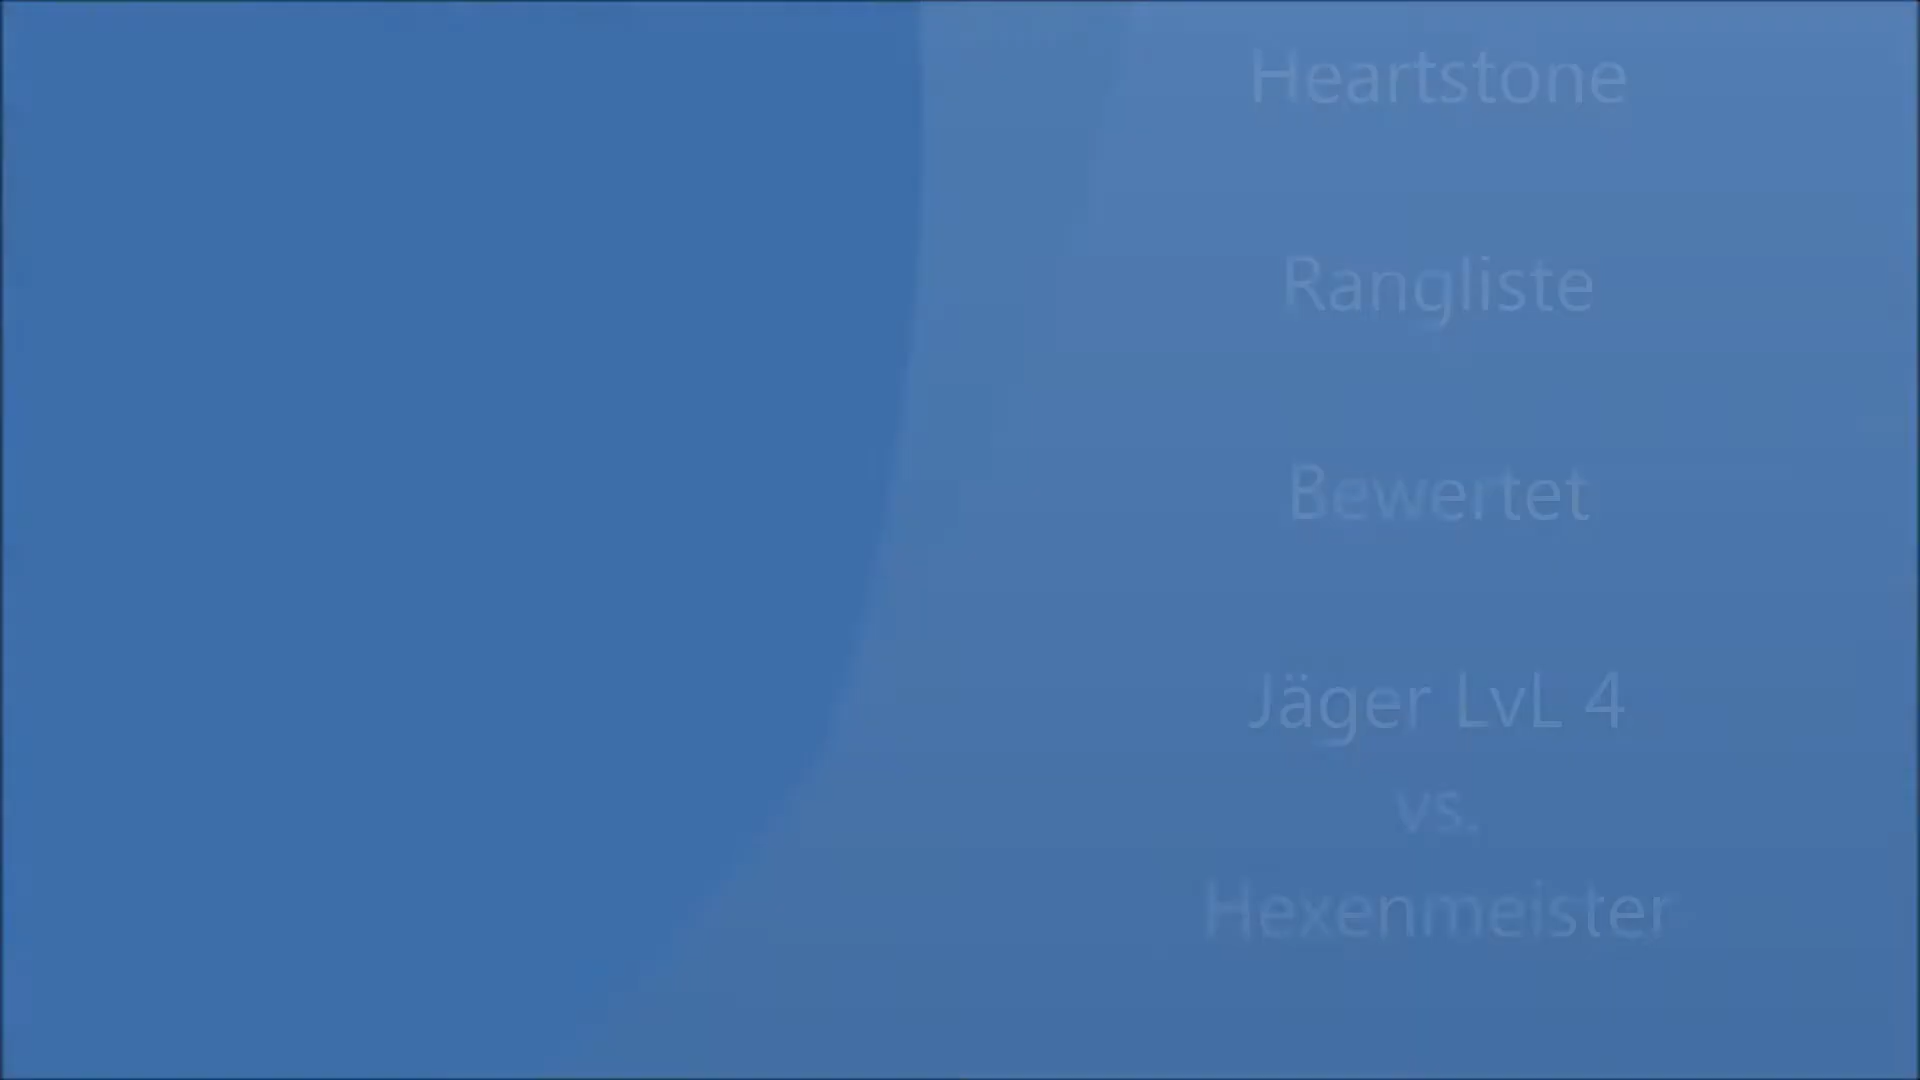 Heartstone
Rangliste
Bewertet
Jäger LvL 4
vs.
Hexenmeister